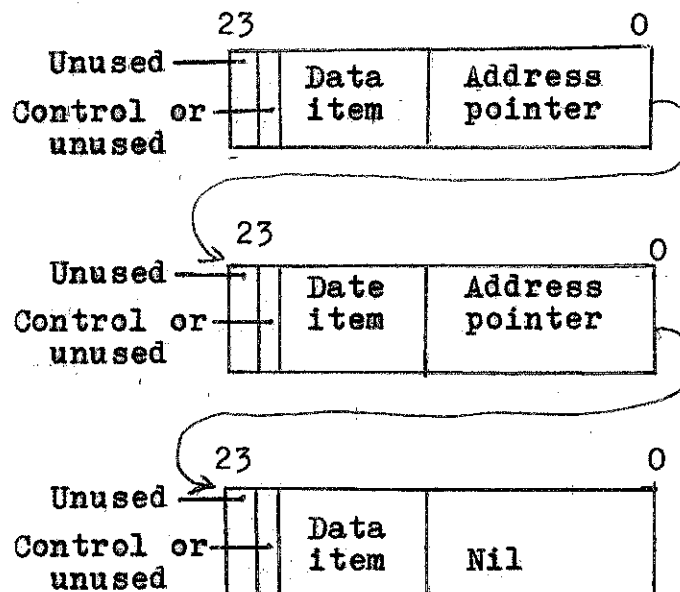 23 0
Unused
Data Address
Control or item pointer
unused
23 0
Unused
Date Address
Control or item pointer
unused
23 0
Unused
Data
Control or item Nil
unused